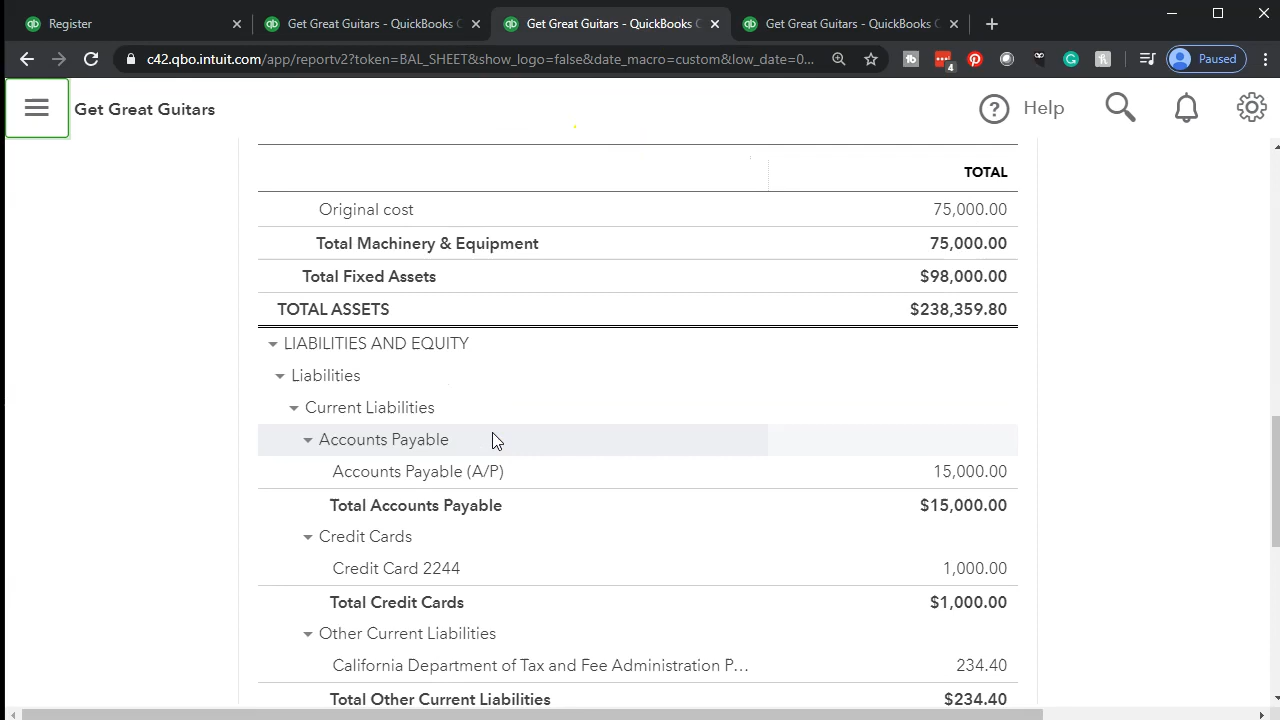 Register
Get Great Guitars - QuickBooks C
Get Great Guitars - QuickBooks C
Get Great Guitars - QuickBooks C
c42.qbo.intuit.com/app/reportv2?token=BAL_SHEET&show_logo=false&date_macro=custom&low_date=0...
4
Paused
Get Great Guitars
Help
TOTAL
Original cost 75,000.00
Total Machinery & Equipment 75,000.00
Total Fixed Assets $98,000.00
TOTAL ASSETS $238,359.80
LIABILITIES AND EQUITY
Liabilities
Current Liabilities
Accounts Payable
Accounts Payable (A/P) 15,000.00
Total Accounts Payable $15,000.00
Credit Cards
Credit Card 2244 1,000.00
Total Credit Cards $1,000.00
Other Current Liabilities
California Department of Tax and Fee Administration P... 234.40
Total Other Current Liabilities $234.40